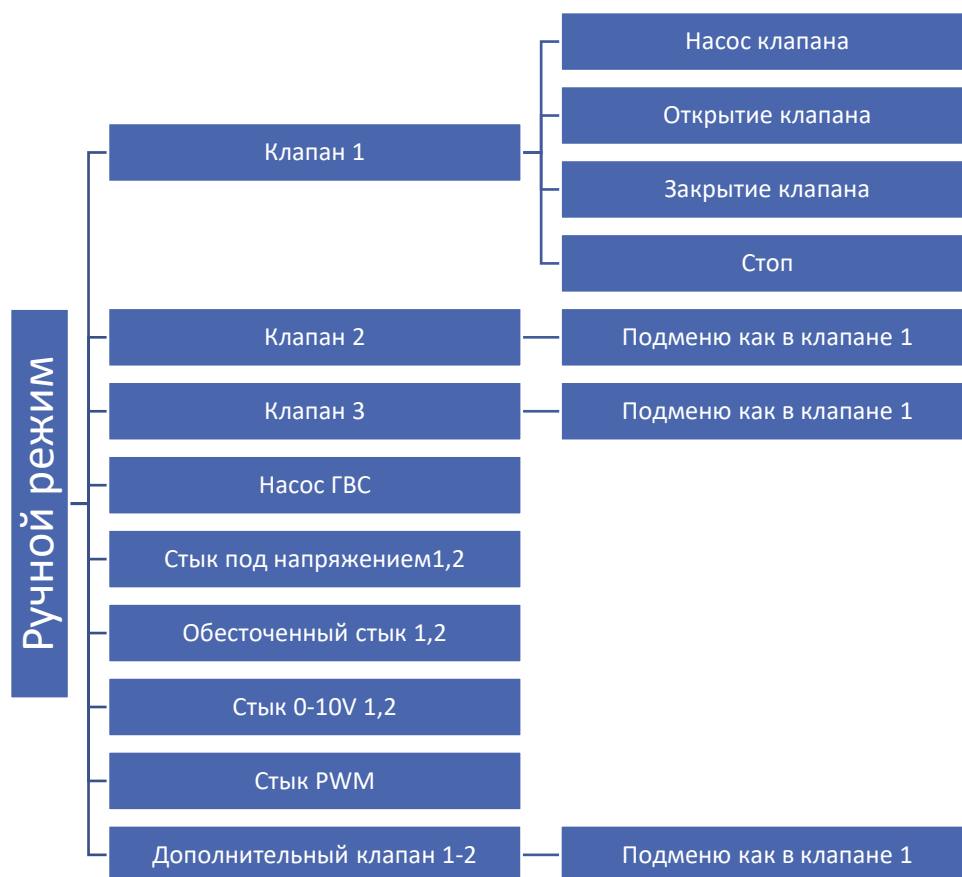 Ручной режим
Клапан 1
Насос клапана
Открытие клапана
Закрытие клапана
Стоп
Клапан 2
Подменю как в клапане 1
Клапан 3
Подменю как в клапане 1
Насос ГВС
Стык под напряжением1,2
Обесточенный стык 1,2
Стык 0-10V 1,2
Стык PWM
Дополнительный клапан 1-2
Подменю как в клапане 1